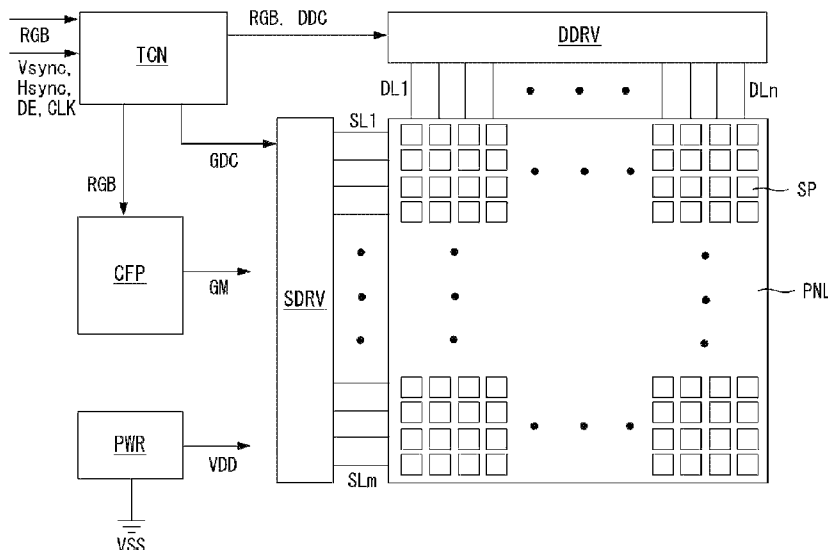 RGB
Vsync,
Hsync,
DE, CLK
TCN
RGB. DDC
DDRV
DL1
DLn
SL1
GDC
RGB
CFP
GM
SDRV
SP
PNL
PWR
VDD
VSS
SLm